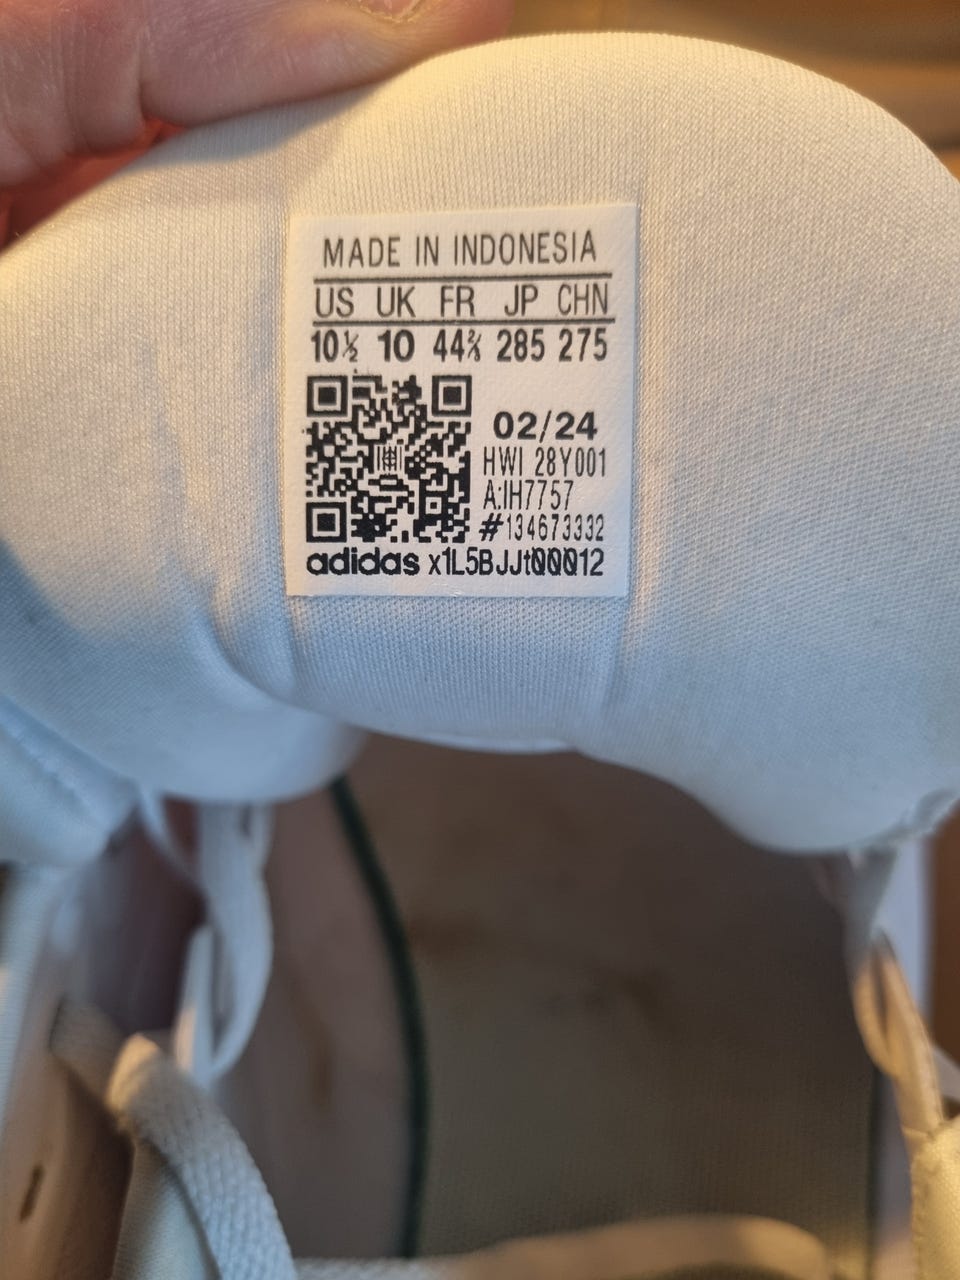 MADE IN INDONESIA
US UK FR JP CHN
10½ 10 44⅔ 285 275
02/24
HWI 28Y001
A:IH7757
#134673332
adidas x1L5BJJt00012